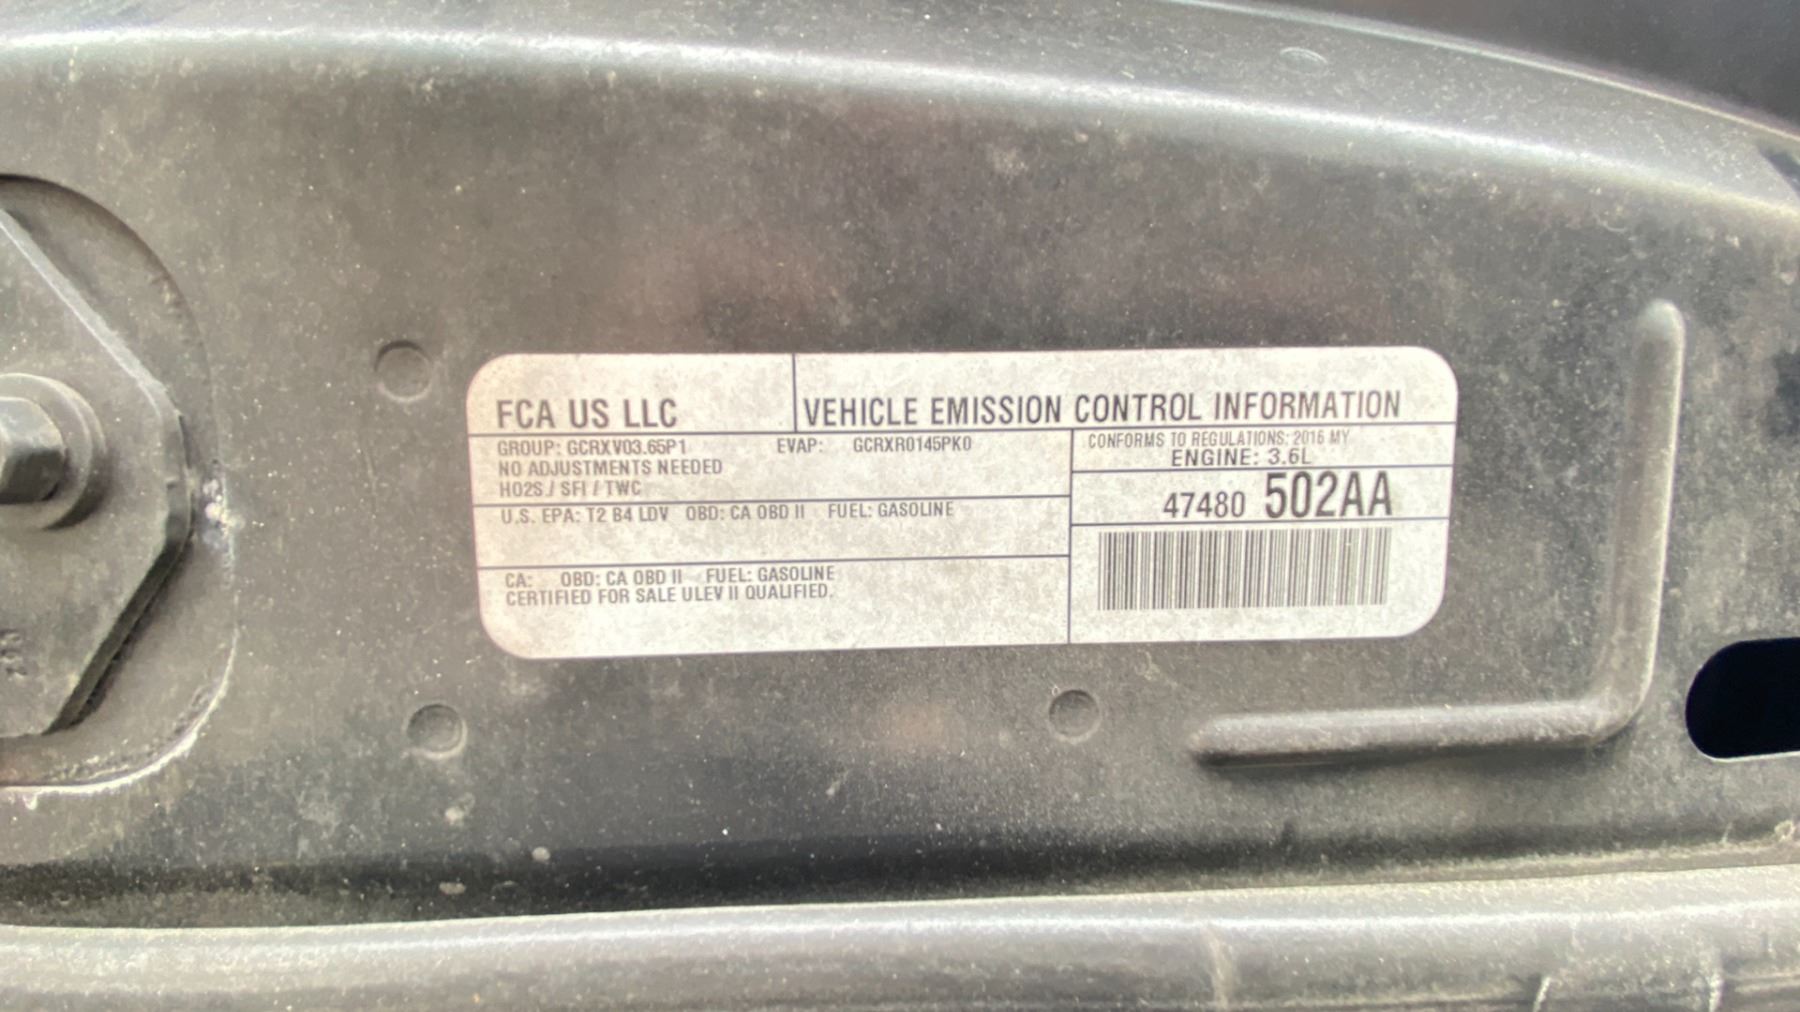 FCA US LLC
VEHICLE EMISSION CONTROL INFORMATION
GROUP: GCRXV03.65P1 EVAP: GCRXR0145PK0
NO ADJUSTMENTS NEEDED
HO2S / SFI / TWC
CONFORMS TO REGULATIONS: 2016 MY
ENGINE: 3.6L
47480 502AA
U.S. EPA: T2 B4 LDV OBD: CA OBD II FUEL: GASOLINE
CA: OBD: CA OBD II FUEL: GASOLINE
CERTIFIED FOR SALE ULEV II QUALIFIED.